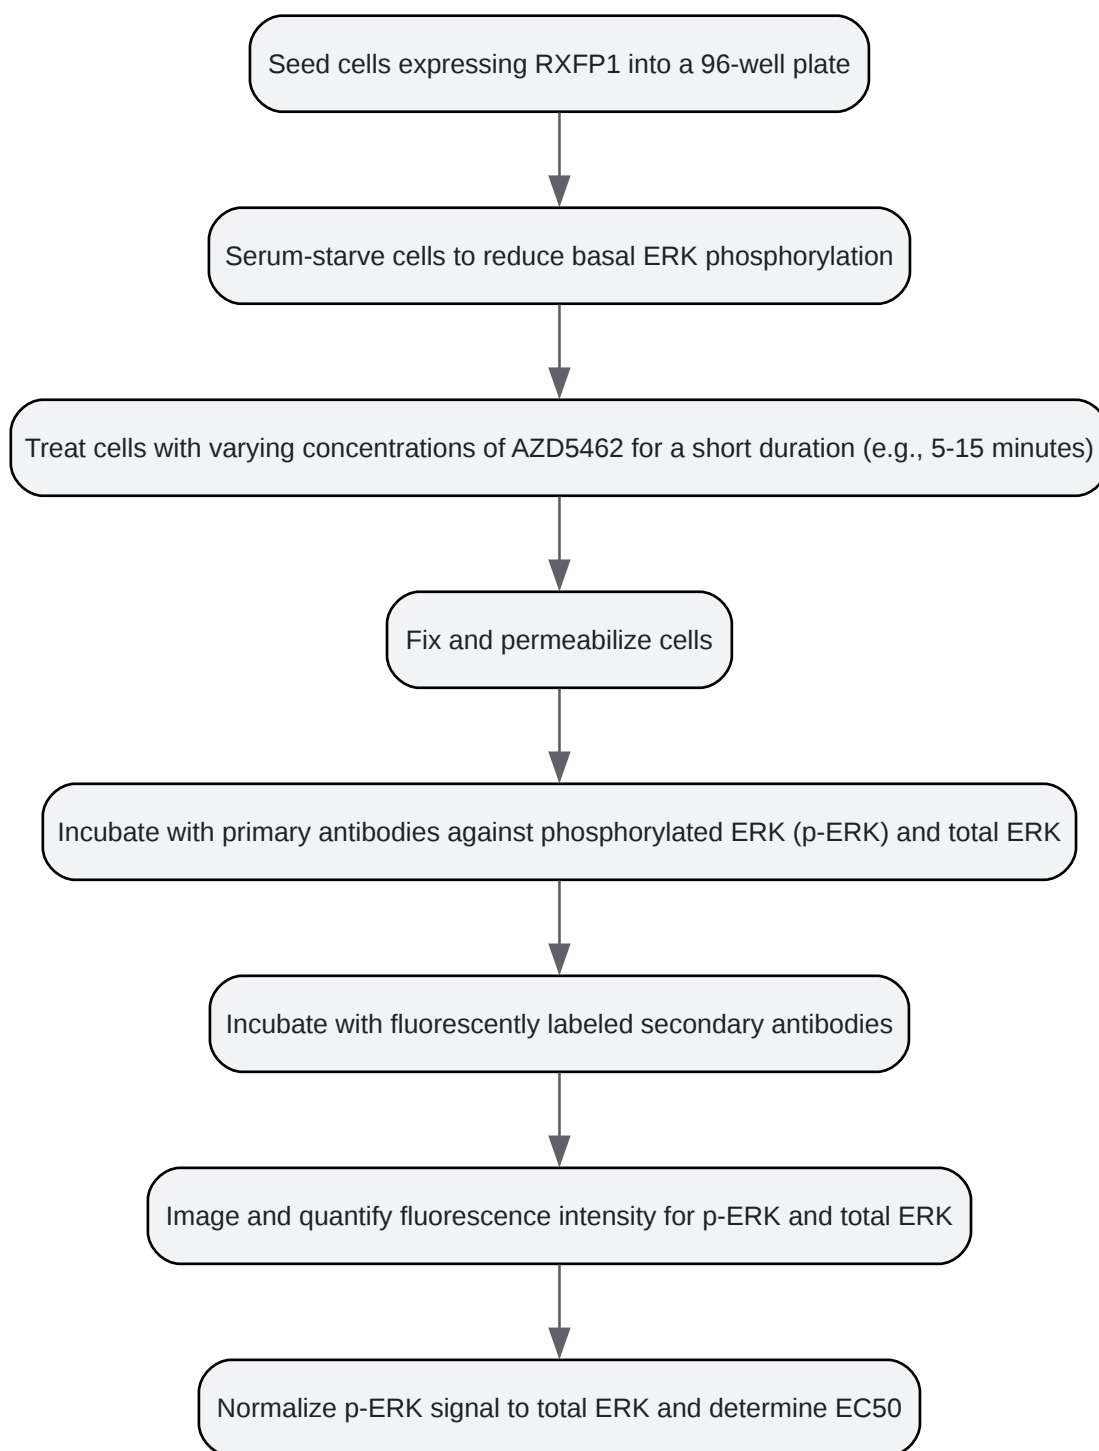 Seed cells expressing RXFP1 into a 96-well plate
Serum-starve cells to reduce basal ERK phosphorylation
Treat cells with varying concentrations of AZD5462 for a short duration (e.g., 5-15 minutes)
Fix and permeabilize cells
Incubate with primary antibodies against phosphorylated ERK (p-ERK) and total ERK
Incubate with fluorescently labeled secondary antibodies
Image and quantify fluorescence intensity for p-ERK and total ERK
Normalize p-ERK signal to total ERK and determine EC50